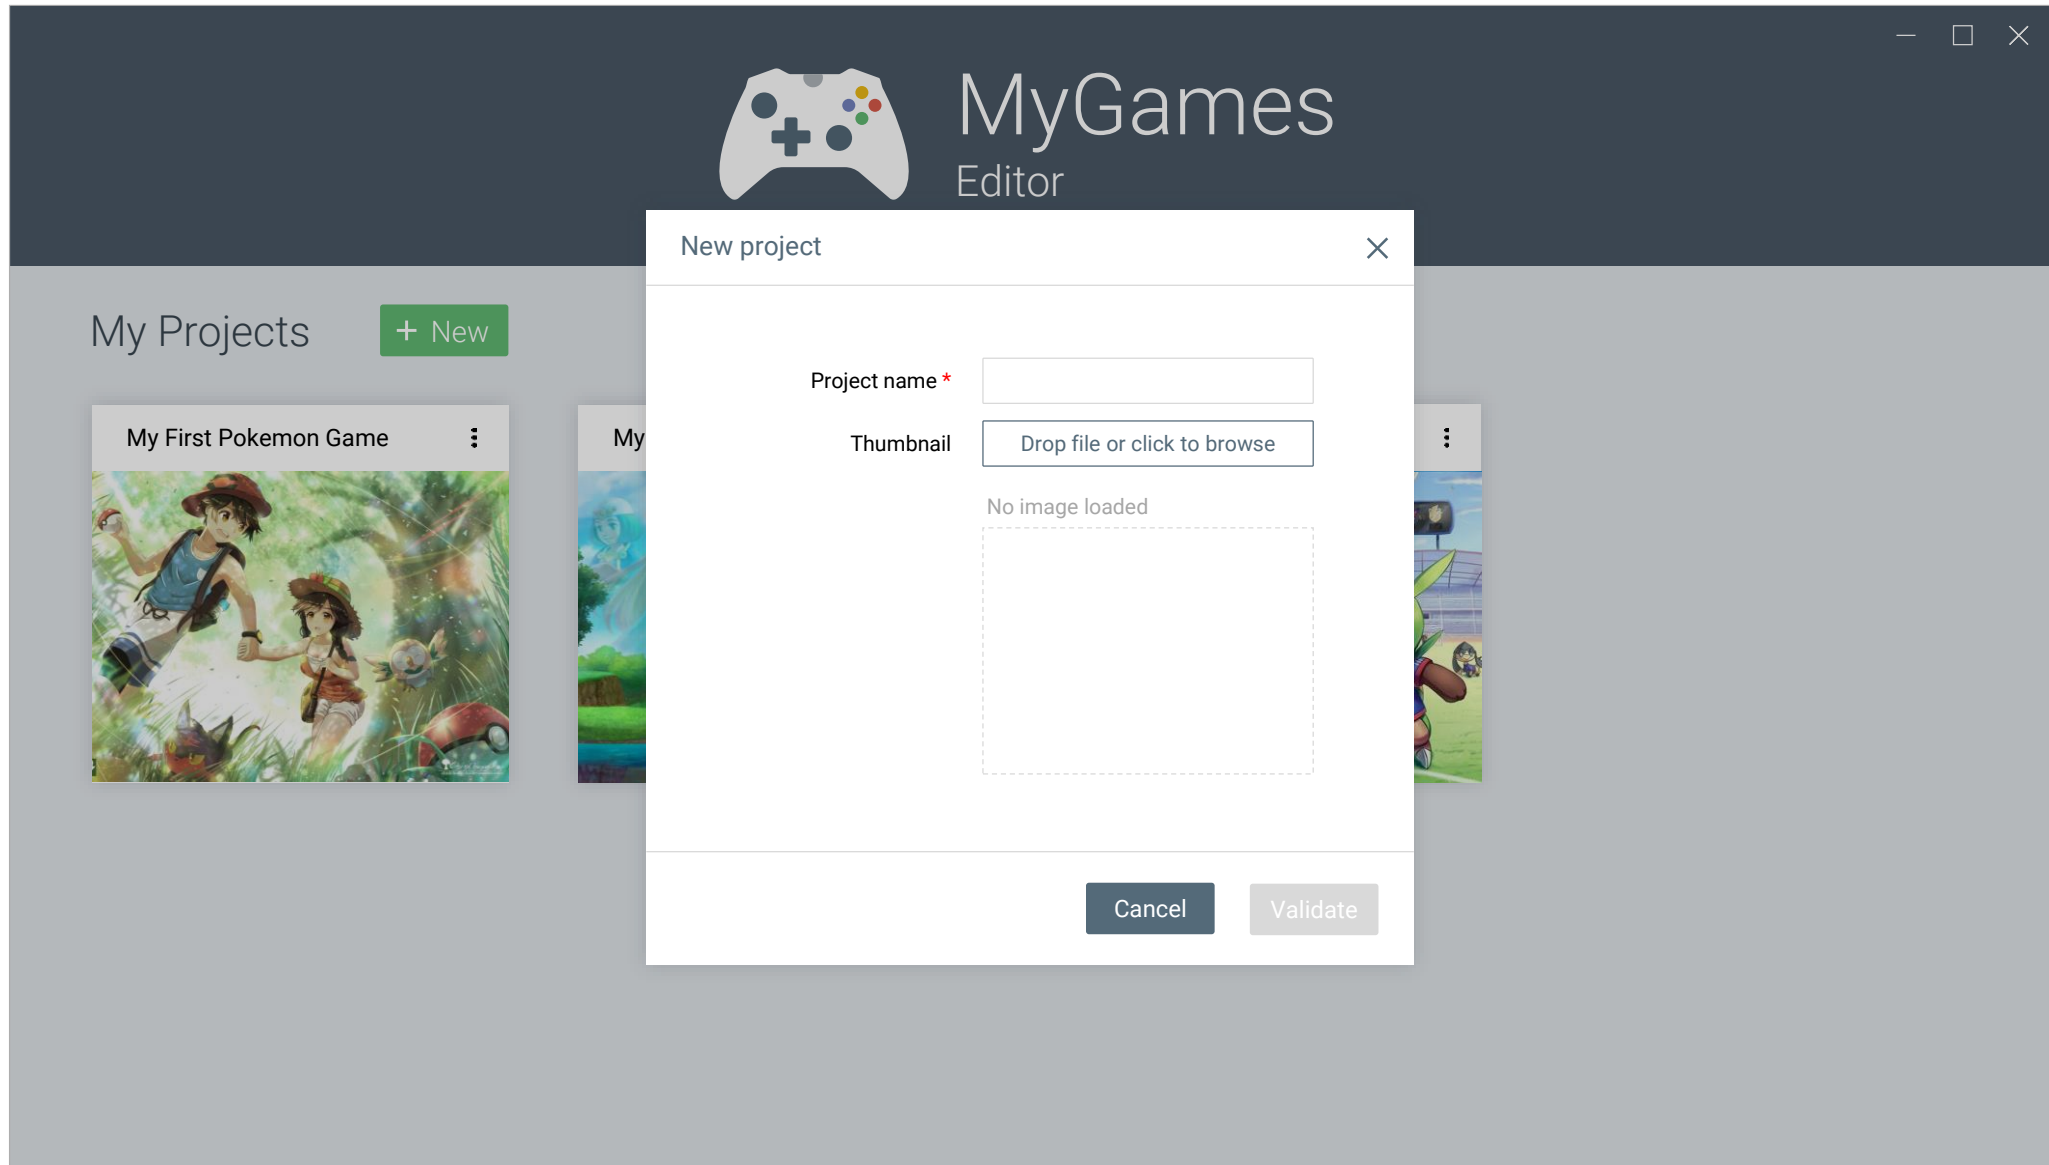 MyGames
Editor
New project
My Projects
+ New
Project name *
My First Pokemon Game
My
Thumbnail
Drop file or click to browse
No image loaded
Cancel
Validate